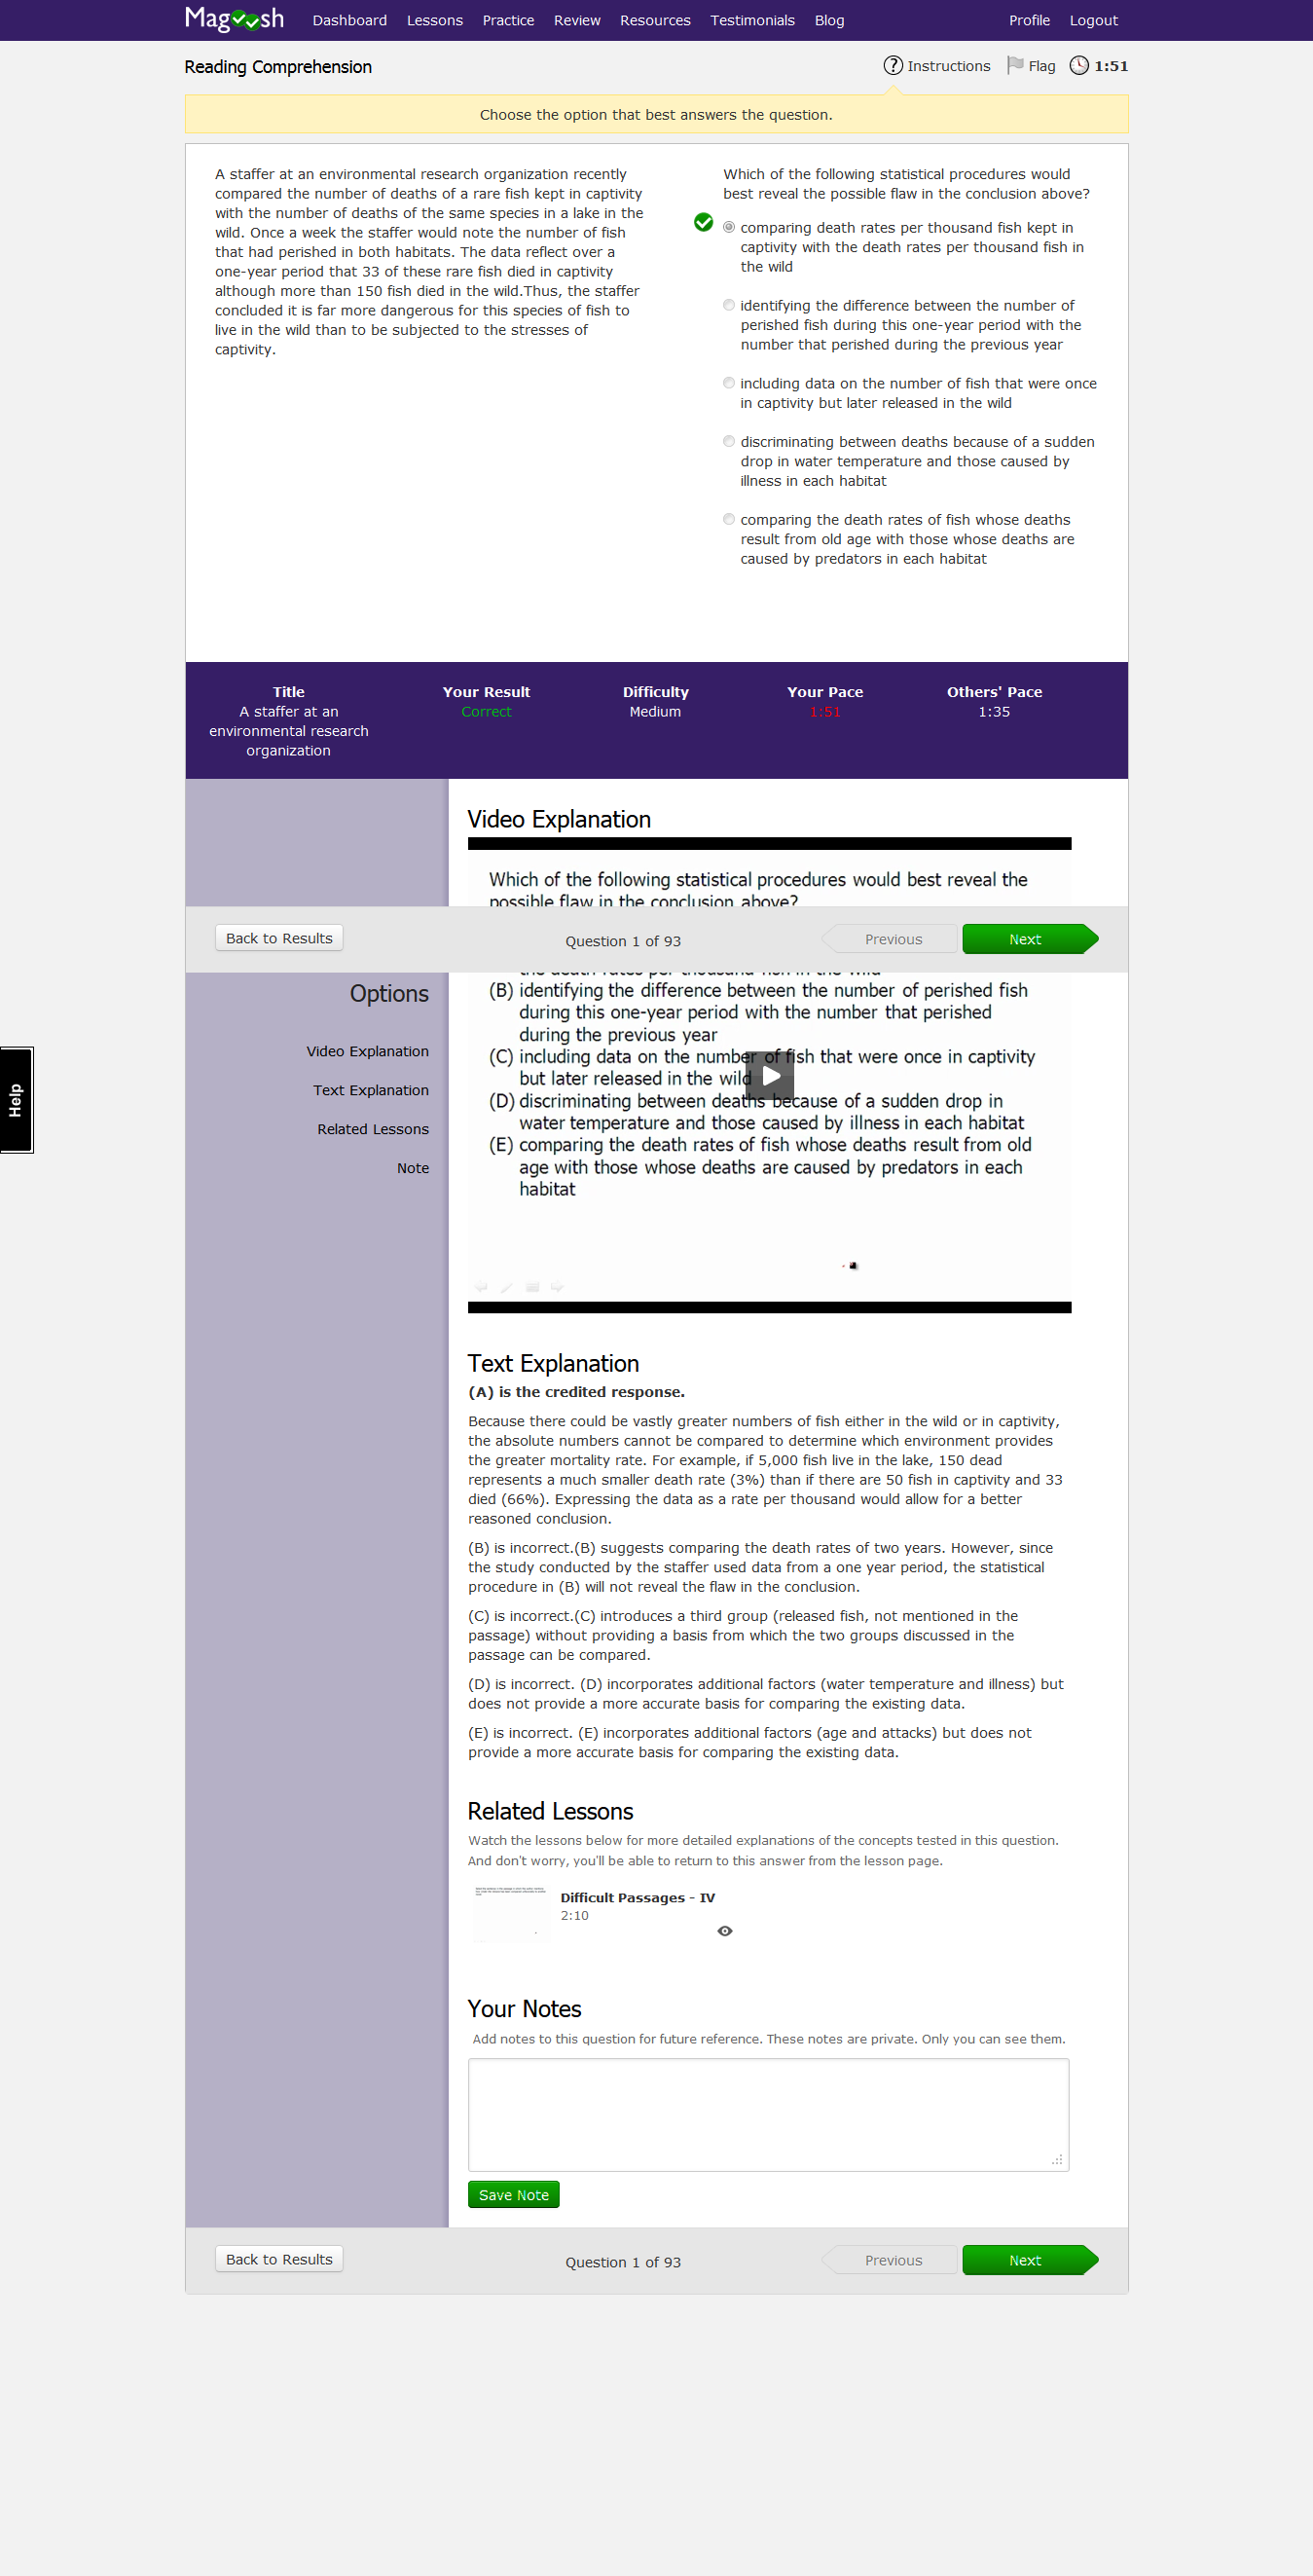 Magoosh
Dashboard Lessons Practice Review Resources Testimonials Blog Profile Logout
Reading Comprehension
? Instructions Flag 1:51
Choose the option that best answers the question.
A staffer at an environmental research organization recently
compared the number of deaths of a rare fish kept in captivity
with the number of deaths of the same species in a lake in the
wild. Once a week the staffer would note the number of fish
that had perished in both habitats. The data reflect over a
one-year period that 33 of these rare fish died in captivity
although more than 150 fish died in the wild.Thus, the staffer
concluded it is far more dangerous for this species of fish to
live in the wild than to be subjected to the stresses of
captivity.
Which of the following statistical procedures would
best reveal the possible flaw in the conclusion above?
comparing death rates per thousand fish kept in
captivity with the death rates per thousand fish in
the wild
identifying the difference between the number of
perished fish during this one-year period with the
number that perished during the previous year
including data on the number of fish that were once
in captivity but later released in the wild
discriminating between deaths because of a sudden
drop in water temperature and those caused by
illness in each habitat
comparing the death rates of fish whose deaths
result from old age with those whose deaths are
caused by predators in each habitat
Title
A staffer at an
environmental research
organization
Your Result
Correct
Difficulty
Medium
Your Pace
1:51
Others' Pace
1:35
Video Explanation
Which of the following statistical procedures would best reveal the
possible flaw in the conclusion above?
Back to Results
Question 1 of 93
Previous
Next
the death rates per thousand fish in the wild
(B) identifying the difference between the number of perished fish
during this one-year period with the number that perished
during the previous year
(C) including data on the number of fish that were once in captivity
but later released in the wild
(D) discriminating between deaths because of a sudden drop in
water temperature and those caused by illness in each habitat
(E) comparing the death rates of fish whose deaths result from old
age with those whose deaths are caused by predators in each
habitat
Options
Video Explanation
Text Explanation
Related Lessons
Note
Help
Text Explanation
(A) is the credited response.
Because there could be vastly greater numbers of fish either in the wild or in captivity,
the absolute numbers cannot be compared to determine which environment provides
the greater mortality rate. For example, if 5,000 fish live in the lake, 150 dead
represents a much smaller death rate (3%) than if there are 50 fish in captivity and 33
died (66%). Expressing the data as a rate per thousand would allow for a better
reasoned conclusion.
(B) is incorrect.(B) suggests comparing the death rates of two years. However, since
the study conducted by the staffer used data from a one year period, the statistical
procedure in (B) will not reveal the flaw in the conclusion.
(C) is incorrect.(C) introduces a third group (released fish, not mentioned in the
passage) without providing a basis from which the two groups discussed in the
passage can be compared.
(D) is incorrect. (D) incorporates additional factors (water temperature and illness) but
does not provide a more accurate basis for comparing the existing data.
(E) is incorrect. (E) incorporates additional factors (age and attacks) but does not
provide a more accurate basis for comparing the existing data.
Related Lessons
Watch the lessons below for more detailed explanations of the concepts tested in this question.
And don't worry, you'll be able to return to this answer from the lesson page.
Difficult Passages - IV
2:10
Your Notes
Add notes to this question for future reference. These notes are private. Only you can see them.
Save Note
Back to Results
Question 1 of 93
Previous
Next